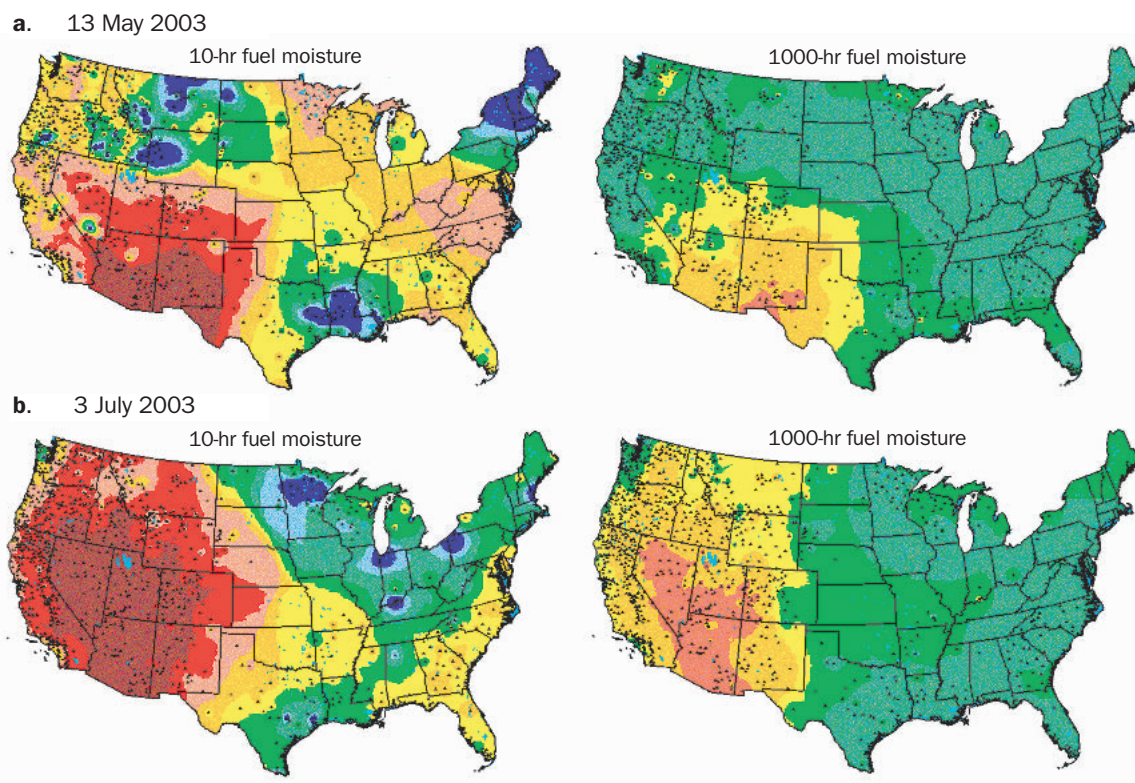 a. 13 May 2003
10-hr fuel moisture
1000-hr fuel moisture
b. 3 July 2003
10-hr fuel moisture
1000-hr fuel moisture